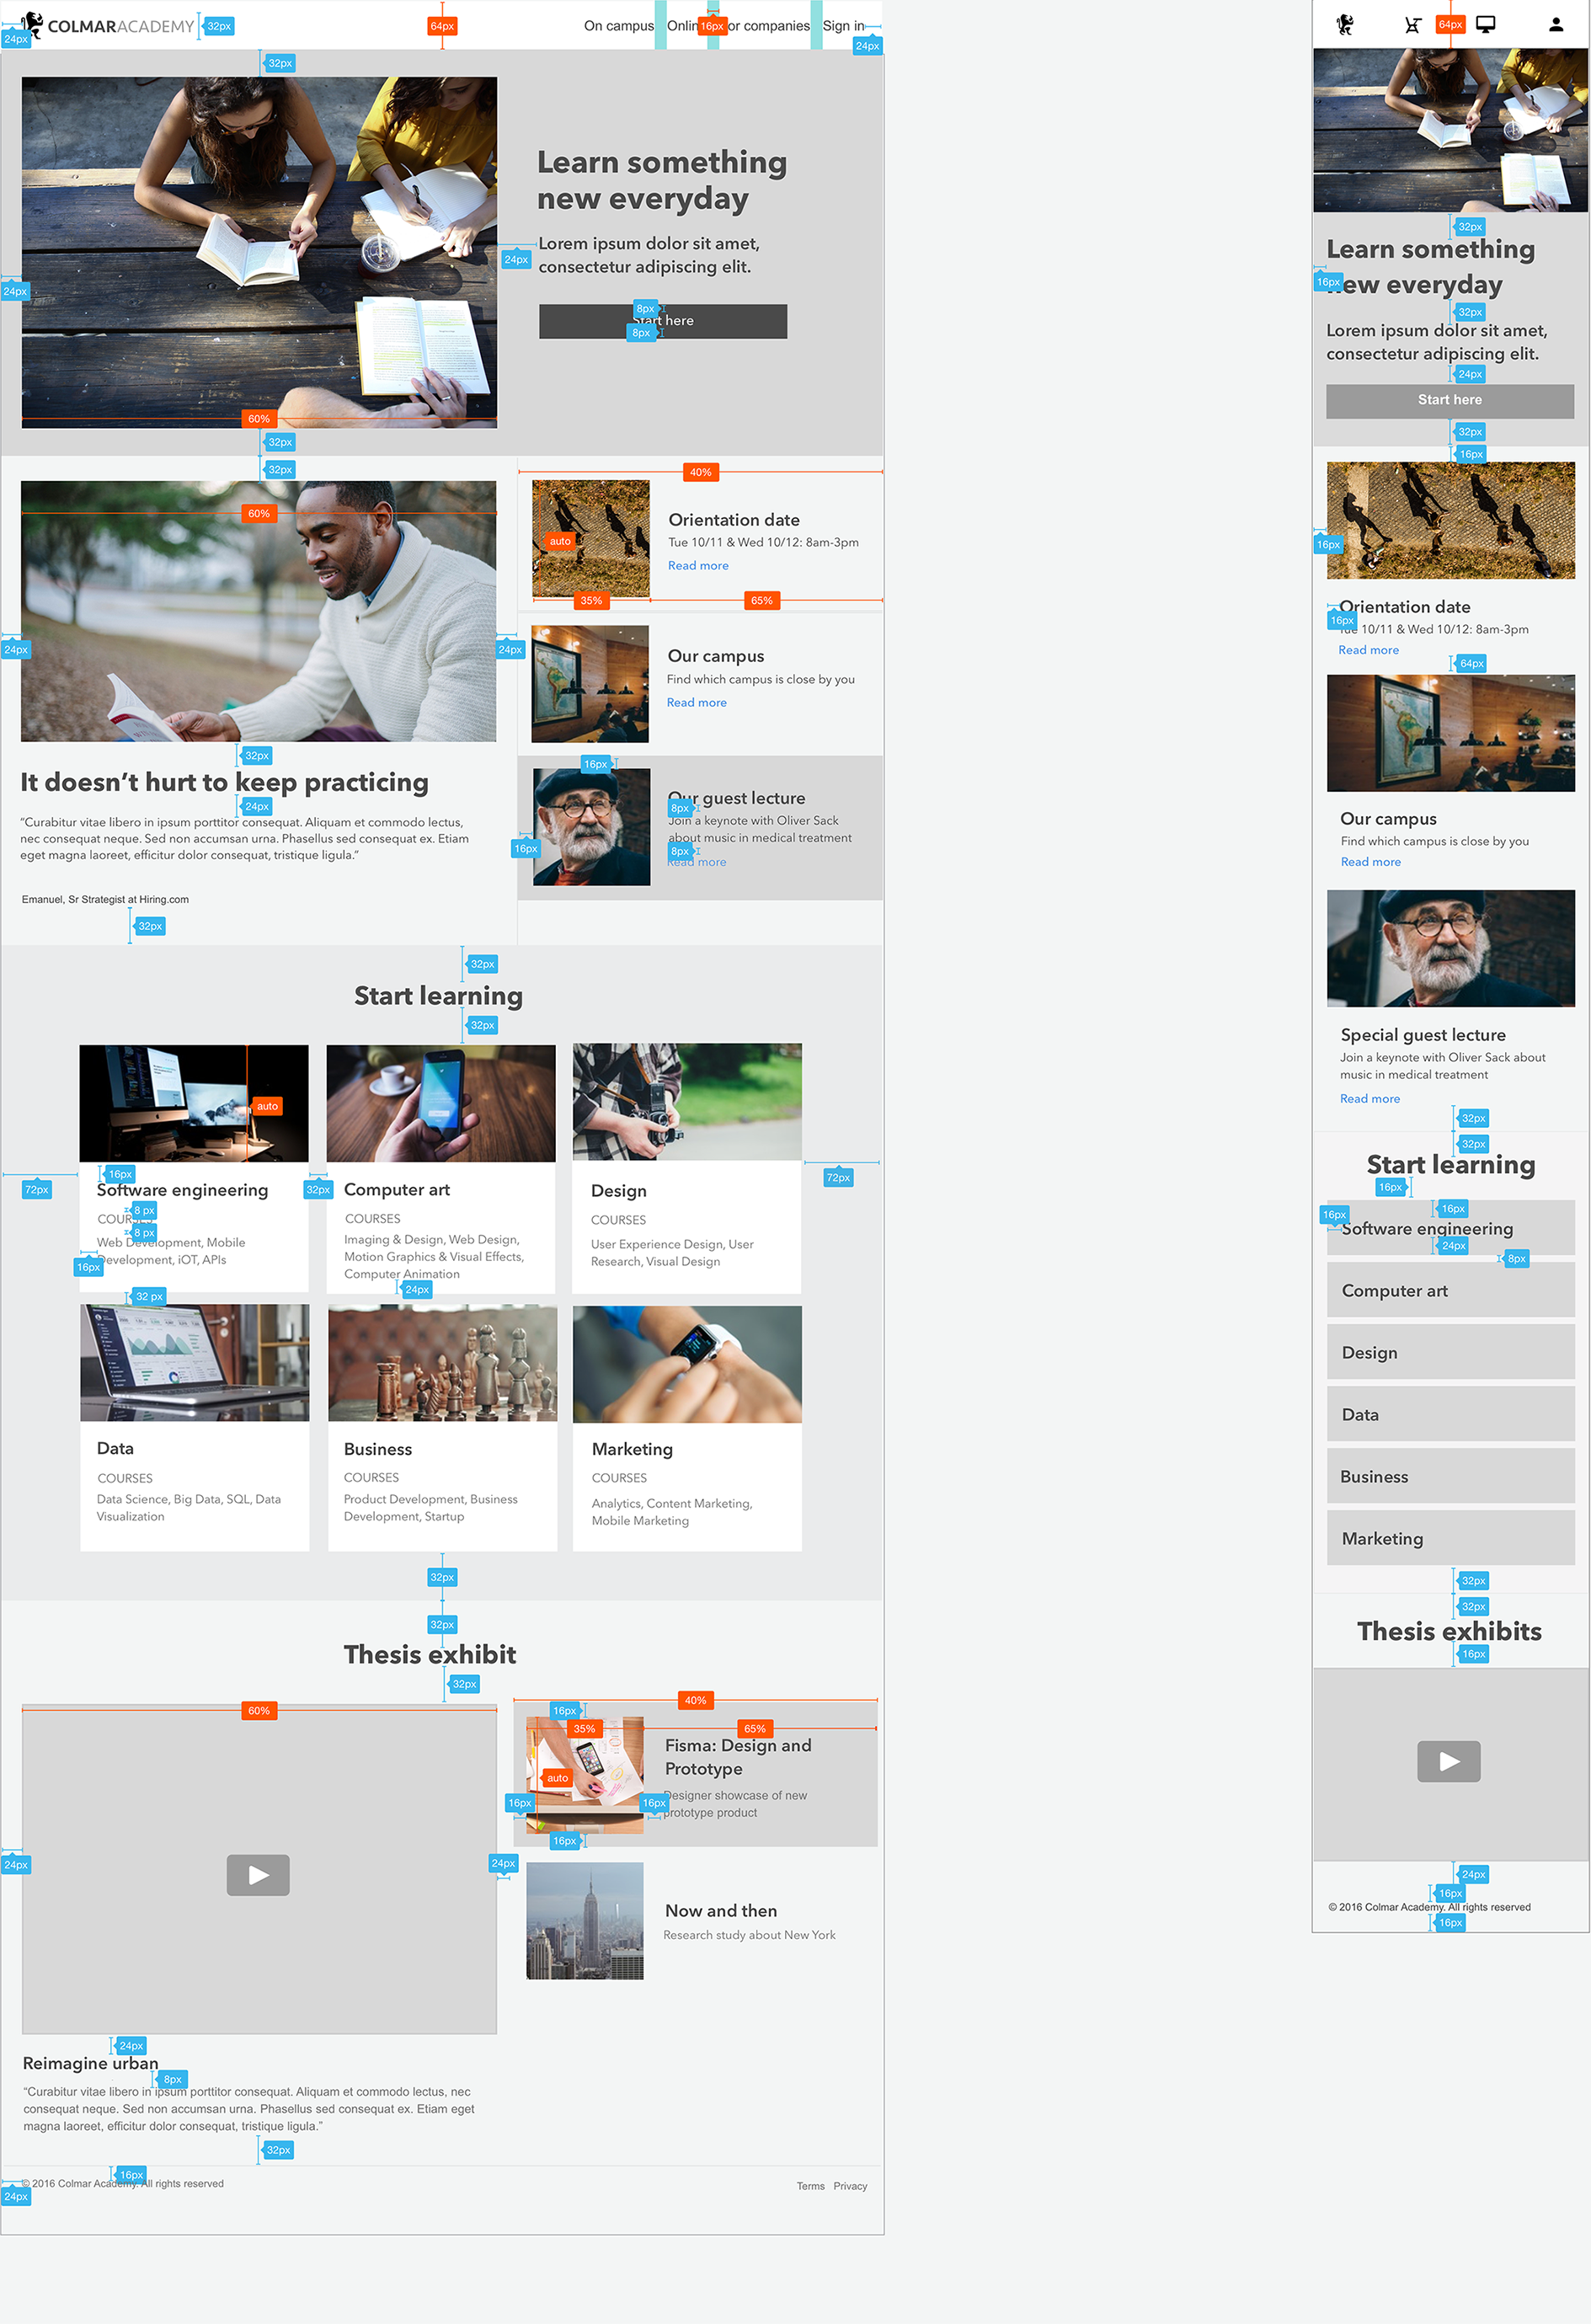 COLMARACADEMY
32px
64px
On campus
Onlin
16px
or companies
Sign in
24px
24px
32px
Learn something
new everyday
Lorem ipsum dolor sit amet,
consectetur adipiscing elit.
24px
24px
8px
Start here
8px
60%
32px
32px
40%
60%
Orientation date
auto
Tue 10/11 & Wed 10/12: 8am-3pm
Read more
35%
65%
24px
24px
Our campus
Find which campus is close by you
Read more
32px
It doesn’t hurt to keep practicing
24px
“Curabitur vitae libero in ipsum porttitor consequat. Aliquam et commodo lectus,
nec consequat neque. Sed non accumsan urna. Phasellus sed consequat ex. Etiam
eget magna laoreet, efficitur dolor consequat, tristique ligula.”
Emanuel, Sr Strategist at Hiring.com
32px
16px
Our guest lecture
8px
Join a keynote with Oliver Sack
about music in medical treatment
16px
8px
Read more
32px
Start learning
32px
auto
16px
72px
Software engineering
32px
Computer art
Design
72px
8 px
COURSES
COURSES
COURSES
8 px
Web Development, Mobile
Development, iOT, APIs
16px
Imaging & Design, Web Design,
Motion Graphics & Visual Effects,
Computer Animation
User Experience Design, User
Research, Visual Design
24px
32 px
Data
Business
Marketing
COURSES
COURSES
COURSES
Data Science, Big Data, SQL, Data
Visualization
Product Development, Business
Development, Startup
Analytics, Content Marketing,
Mobile Marketing
32px
32px
Thesis exhibit
32px
60%
40%
16px
35%
65%
Fisma: Design and
Prototype
auto
Designer showcase of new
prototype product
16px
16px
16px
24px
24px
Now and then
Research study about New York
24px
Reimagine urban
8px
“Curabitur vitae libero in ipsum porttitor consequat. Aliquam et commodo lectus, nec
consequat neque. Sed non accumsan urna. Phasellus sed consequat ex. Etiam eget
magna laoreet, efficitur dolor consequat, tristique ligula.”
32px
16px
© 2016 Colmar Academy. All rights reserved
24px
Terms
Privacy
64px
32px
Learn something
16px
new everyday
32px
Lorem ipsum dolor sit amet,
consectetur adipiscing elit.
24px
Start here
32px
16px
16px
Orientation date
16px
Tue 10/11 & Wed 10/12: 8am-3pm
Read more
64px
Our campus
Find which campus is close by you
Read more
Special guest lecture
Join a keynote with Oliver Sack about
music in medical treatment
Read more
32px
32px
Start learning
16px
16px
16px
Software engineering
24px
8px
Computer art
Design
Data
Business
Marketing
32px
32px
Thesis exhibits
16px
24px
16px
© 2016 Colmar Academy. All rights reserved
16px